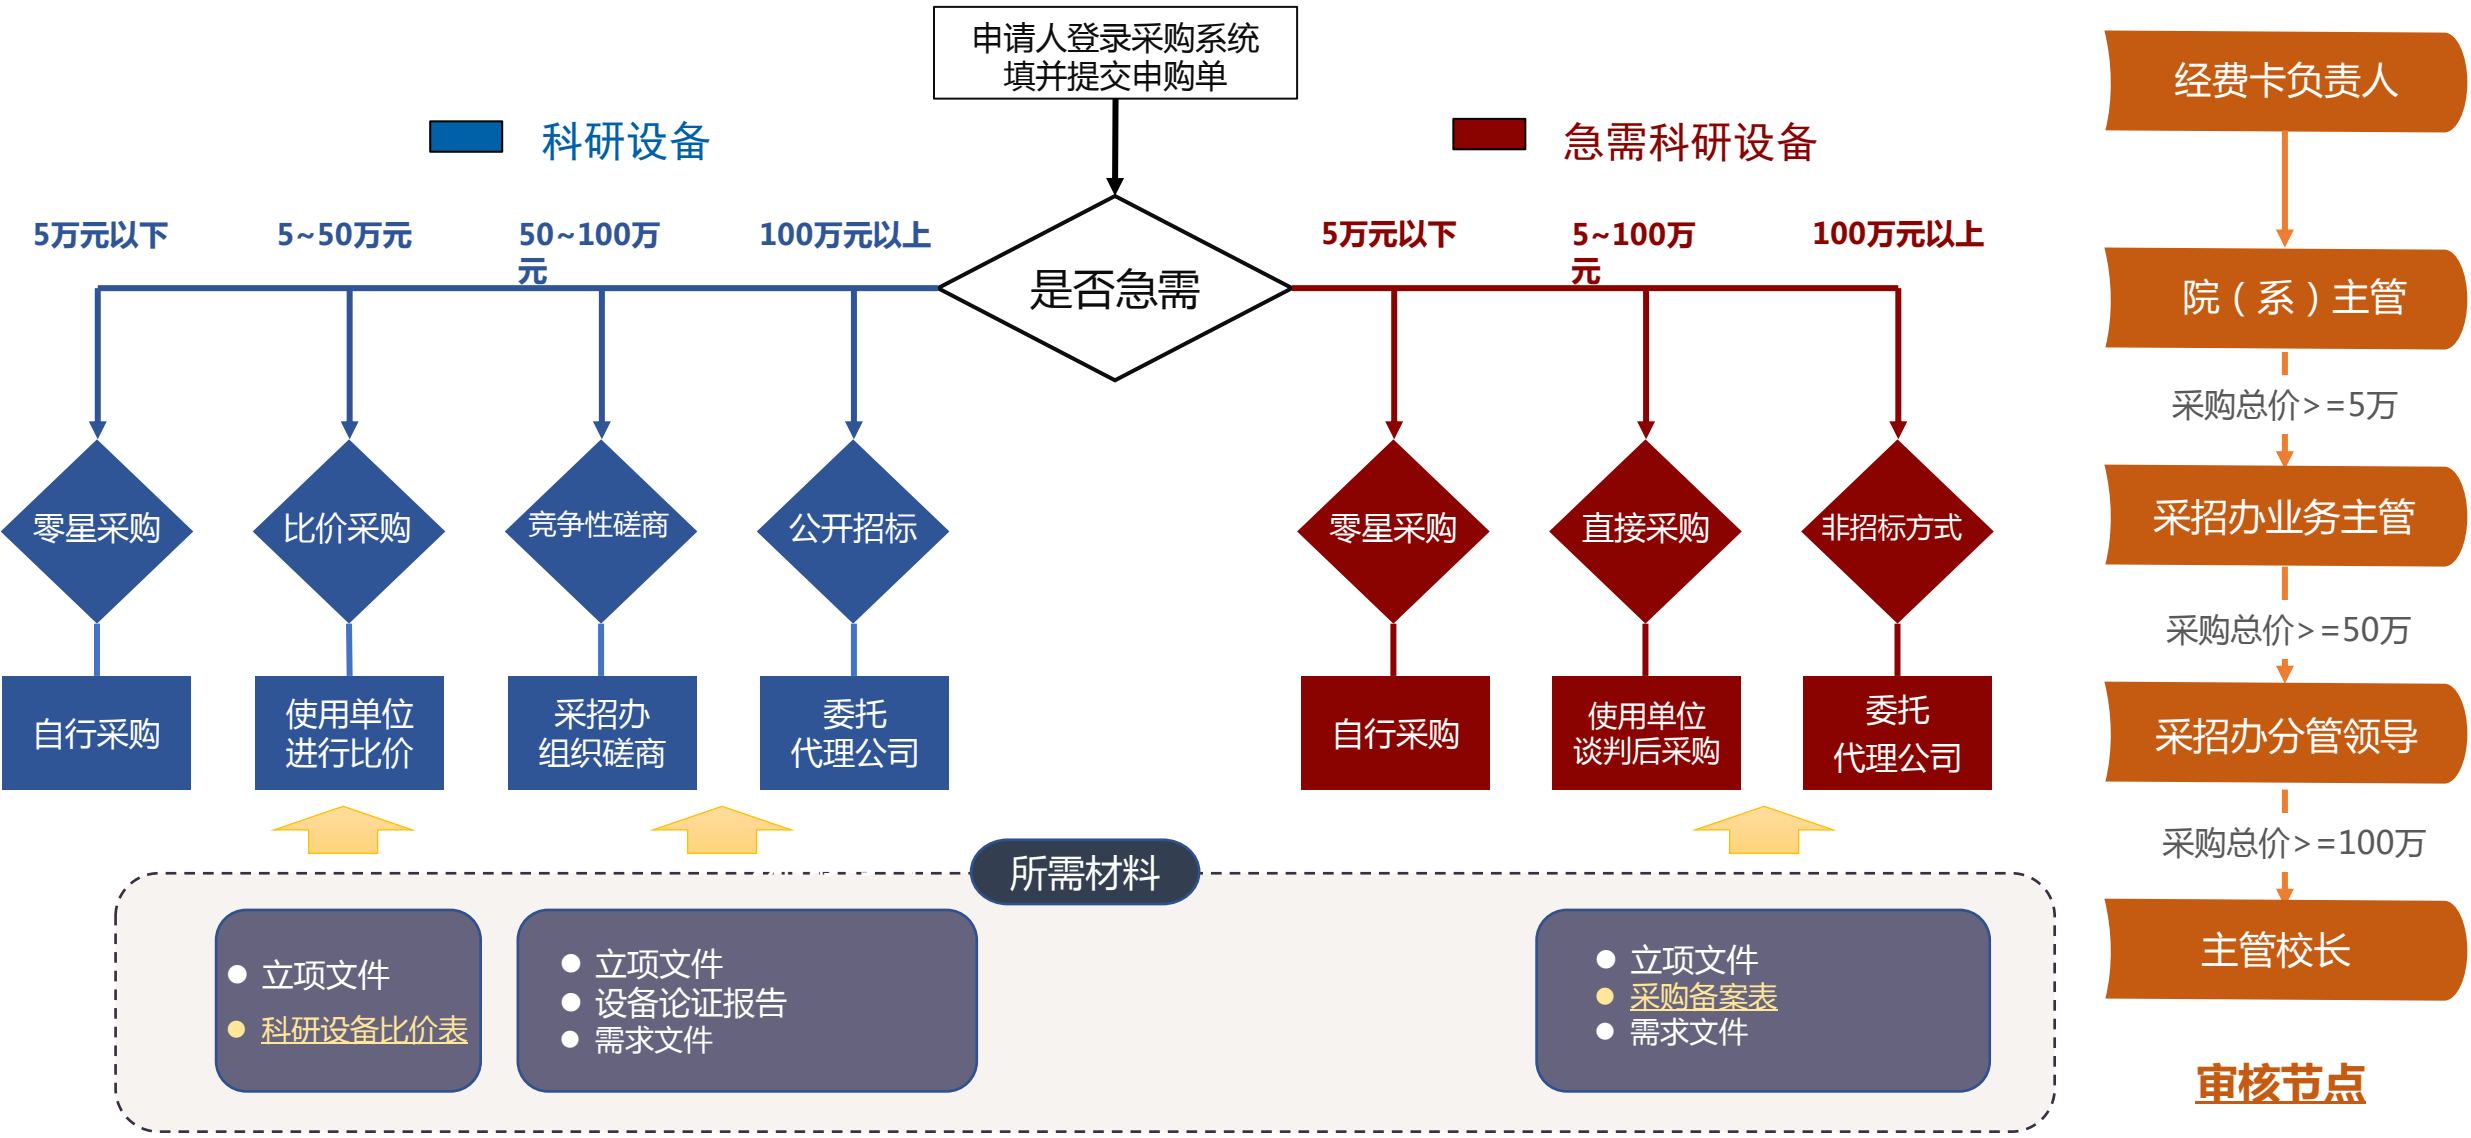 申请人登录采购系统
填并提交申购单
科研设备
急需科研设备
5万元以下
5~50万元
50~100万
元
100万元以上
是否急需
5万元以下
5~100万
元
100万元以上
零星采购
比价采购
竞争性磋商
公开招标
零星采购
直接采购
非招标方式
自行采购
使用单位
进行比价
采招办
组织磋商
委托
代理公司
自行采购
使用单位
谈判后采购
委托
代理公司
所需材料
立项文件
科研设备比价表
立项文件
设备论证报告
需求文件
立项文件
采购备案表
需求文件
经费卡负责人
院（系）主管
采购总价>=5万
采招办业务主管
采购总价>=50万
采招办分管领导
采购总价>=100万
主管校长
审核节点